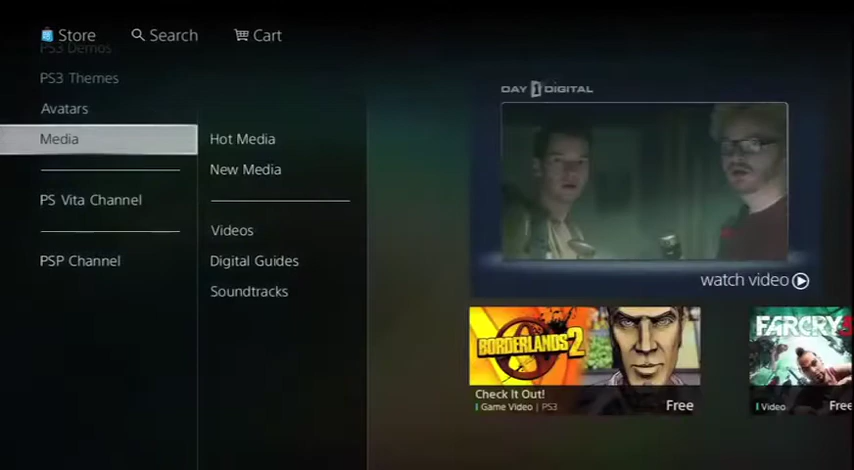 Store
Search
Cart
PS3 Demos
PS3 Themes
Avatars
Media
PS Vita Channel
PSP Channel
Hot Media
New Media
Videos
Digital Guides
Soundtracks
DAY 1 DIGITAL
watch video
BORDERLANDS 2
Check It Out!
Game Video | PS3
Free
FARCRY 3
Video
Free